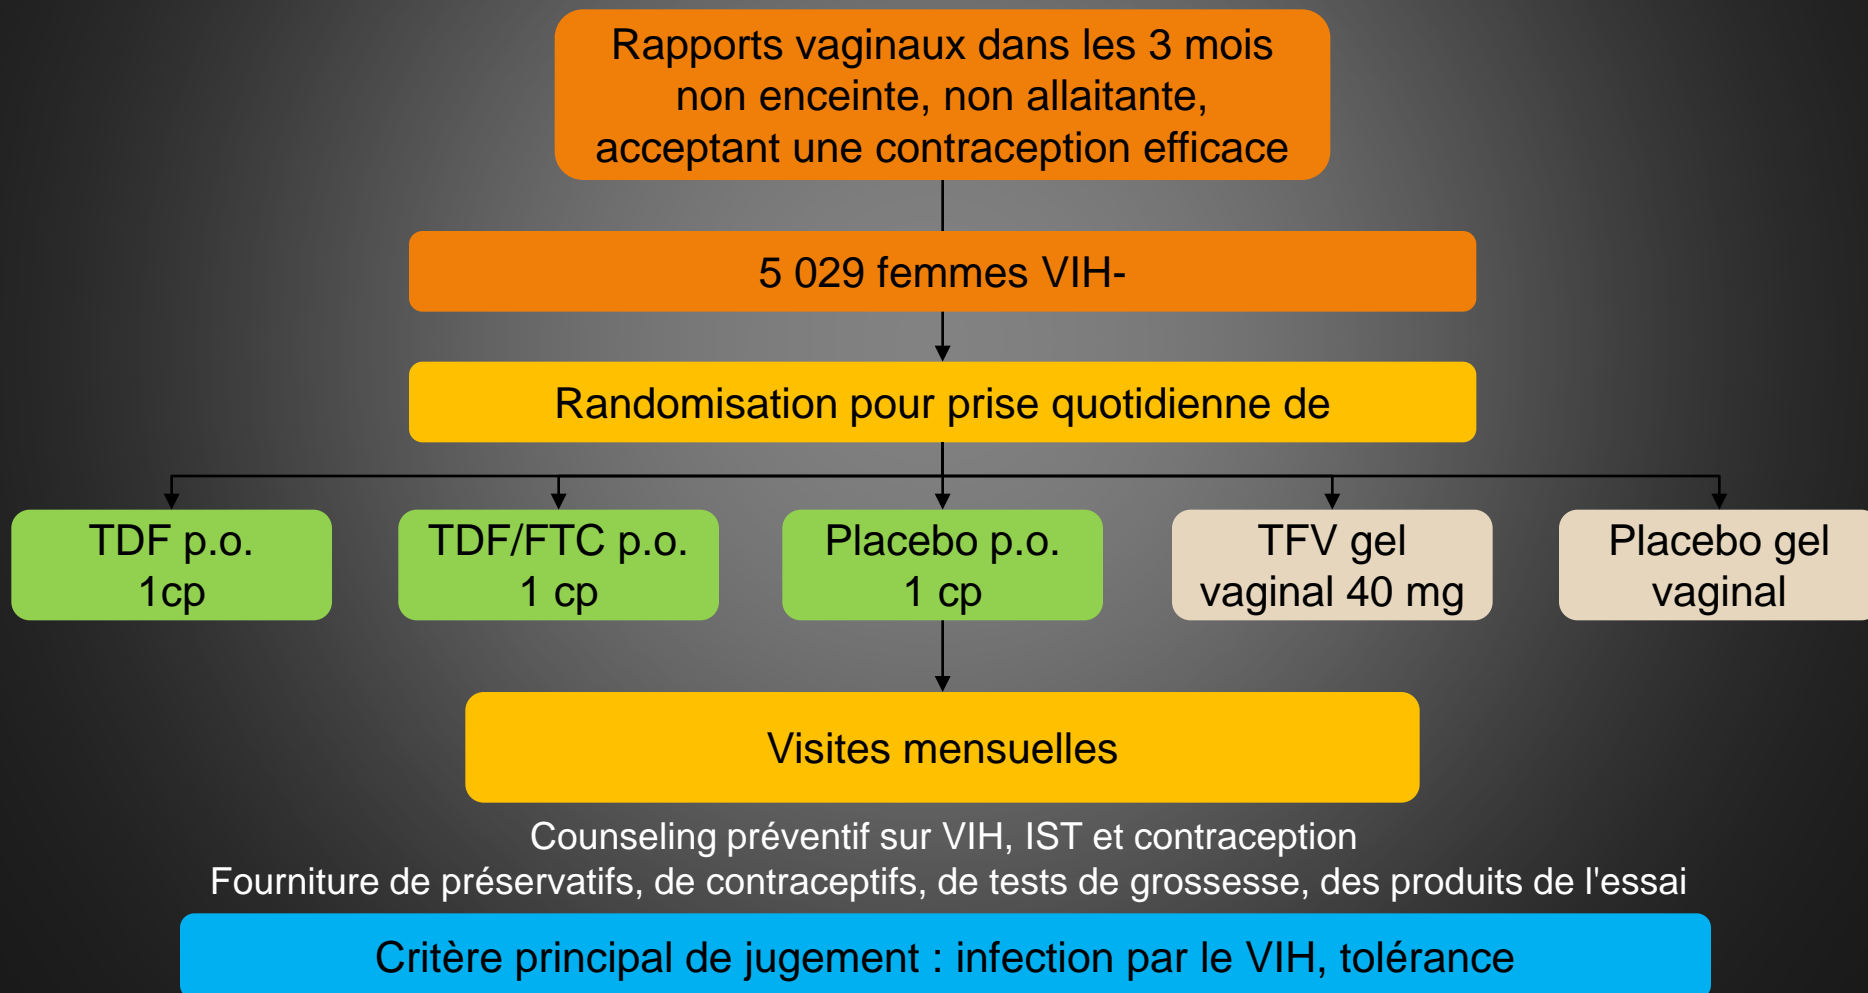 Rapports vaginaux dans les 3 mois
non enceinte, non allaitante,
acceptant une contraception efficace
5 029 femmes VIH-
Randomisation pour prise quotidienne de
TDF p.o.
1cp
TDF/FTC p.o.
1 cp
Placebo p.o.
1 cp
TFV gel
vaginal 40 mg
Placebo gel
vaginal
Visites mensuelles
Counseling préventif sur VIH, IST et contraception
Fourniture de préservatifs, de contraceptifs, de tests de grossesse, des produits de l'essai
Critère principal de jugement : infection par le VIH, tolérance